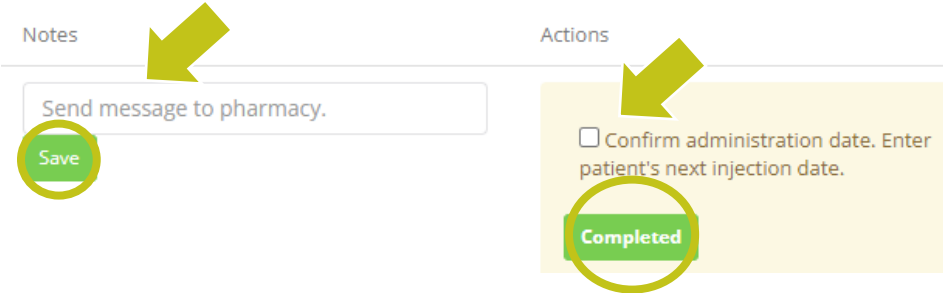 Notes
Actions
Send message to pharmacy.
Save
Confirm administration date. Enter
patient's next injection date.
Completed